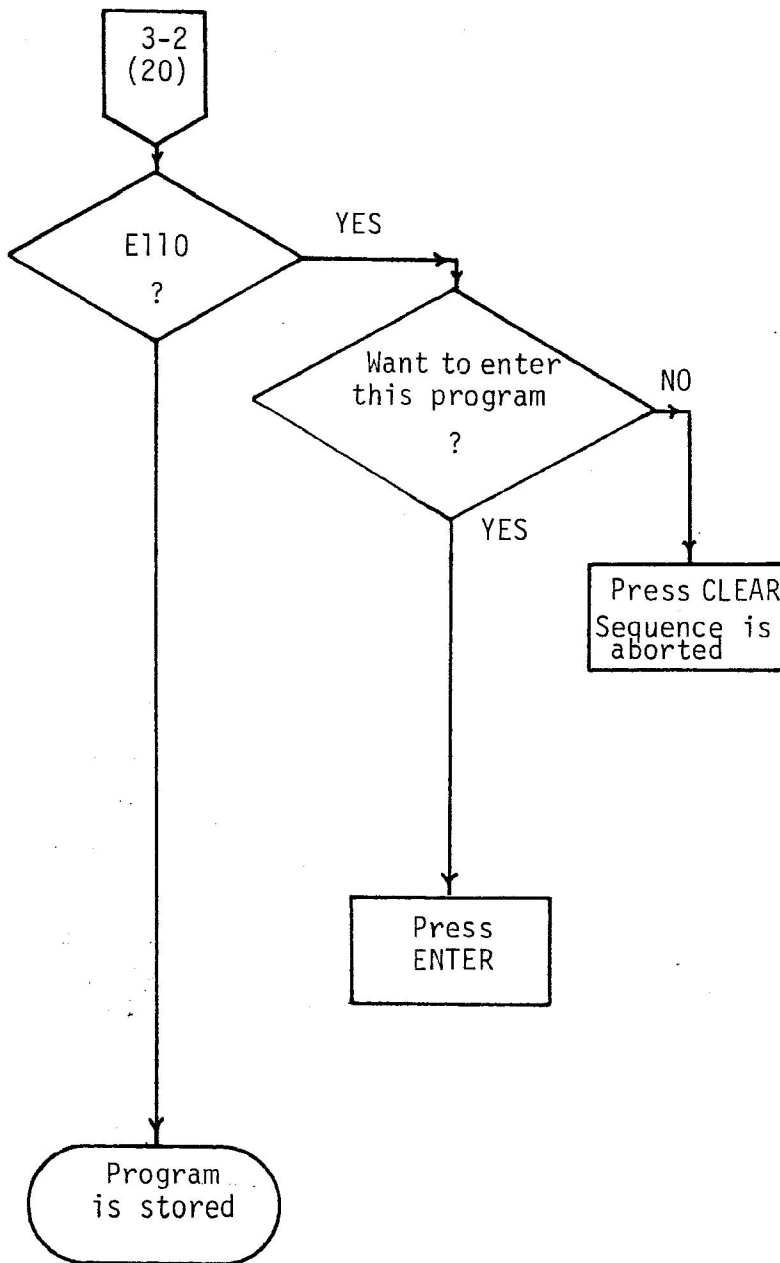 3-2
(20)
E110
?
YES
Want to enter
this program
?
NO
YES
Press CLEAR
Sequence is
aborted
Press
ENTER
Program
is stored